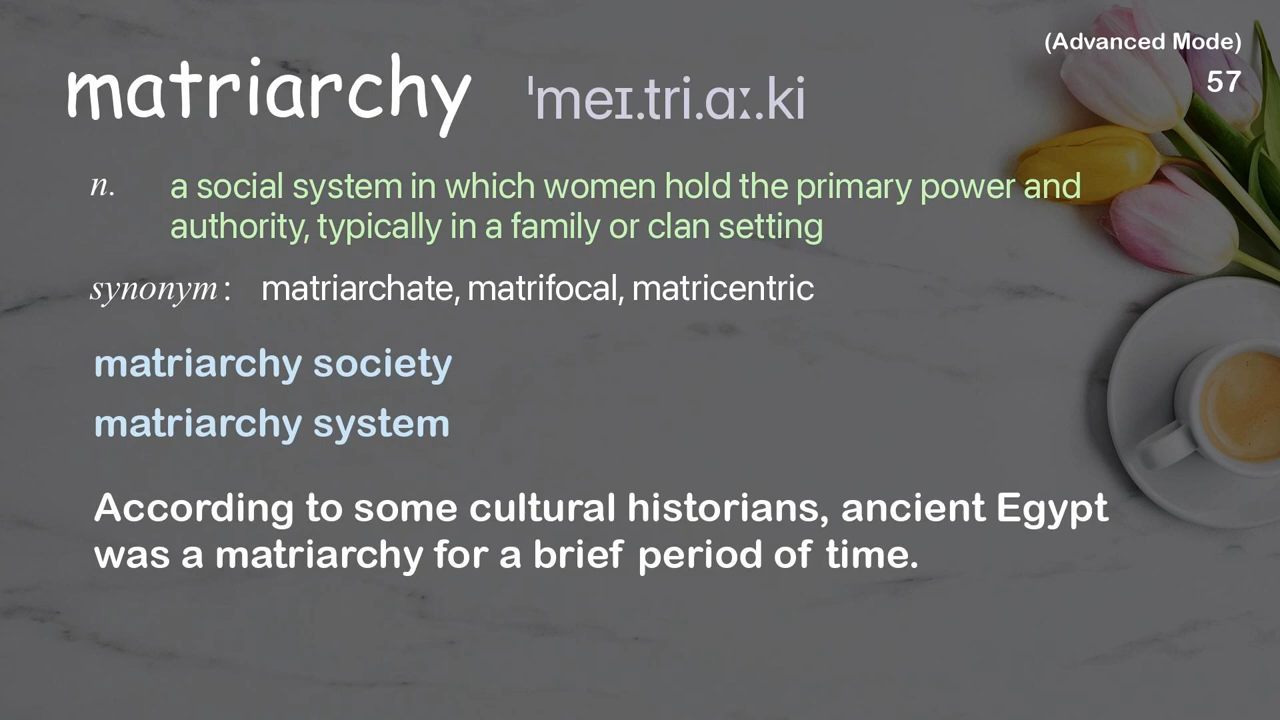 (Advanced Mode)
57
matriarchy ˈmeɪ.tri.ɑː.ki
n. a social system in which women hold the primary power and
authority, typically in a family or clan setting
synonym: matriarchate, matrifocal, matricentric
matriarchy society
matriarchy system
According to some cultural historians, ancient Egypt
was a matriarchy for a brief period of time.